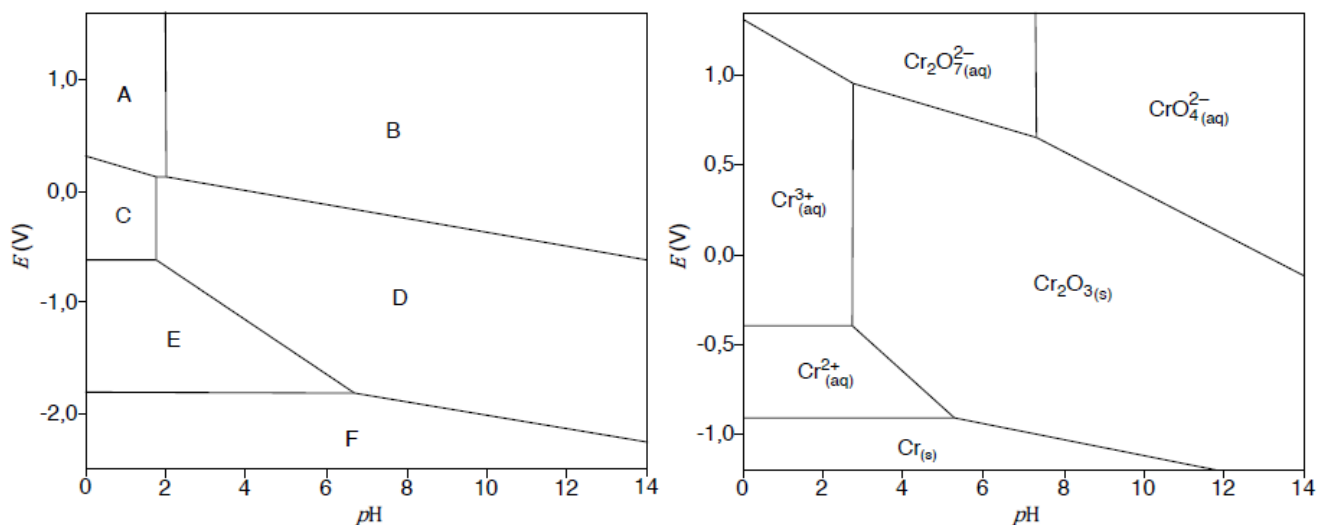 A
B
C
D
E
F
1,0
0,0
-1,0
-2,0
E (V)
0 2 4 6 8 10 12 14
pH
Cr₂O₇²⁻(aq)
CrO₄²⁻(aq)
Cr³⁺(aq)
Cr₂O₃(s)
Cr²⁺(aq)
Cr(s)
1,0
0,5
0,0
-0,5
-1,0
E (V)
0 2 4 6 8 10 12 14
pH